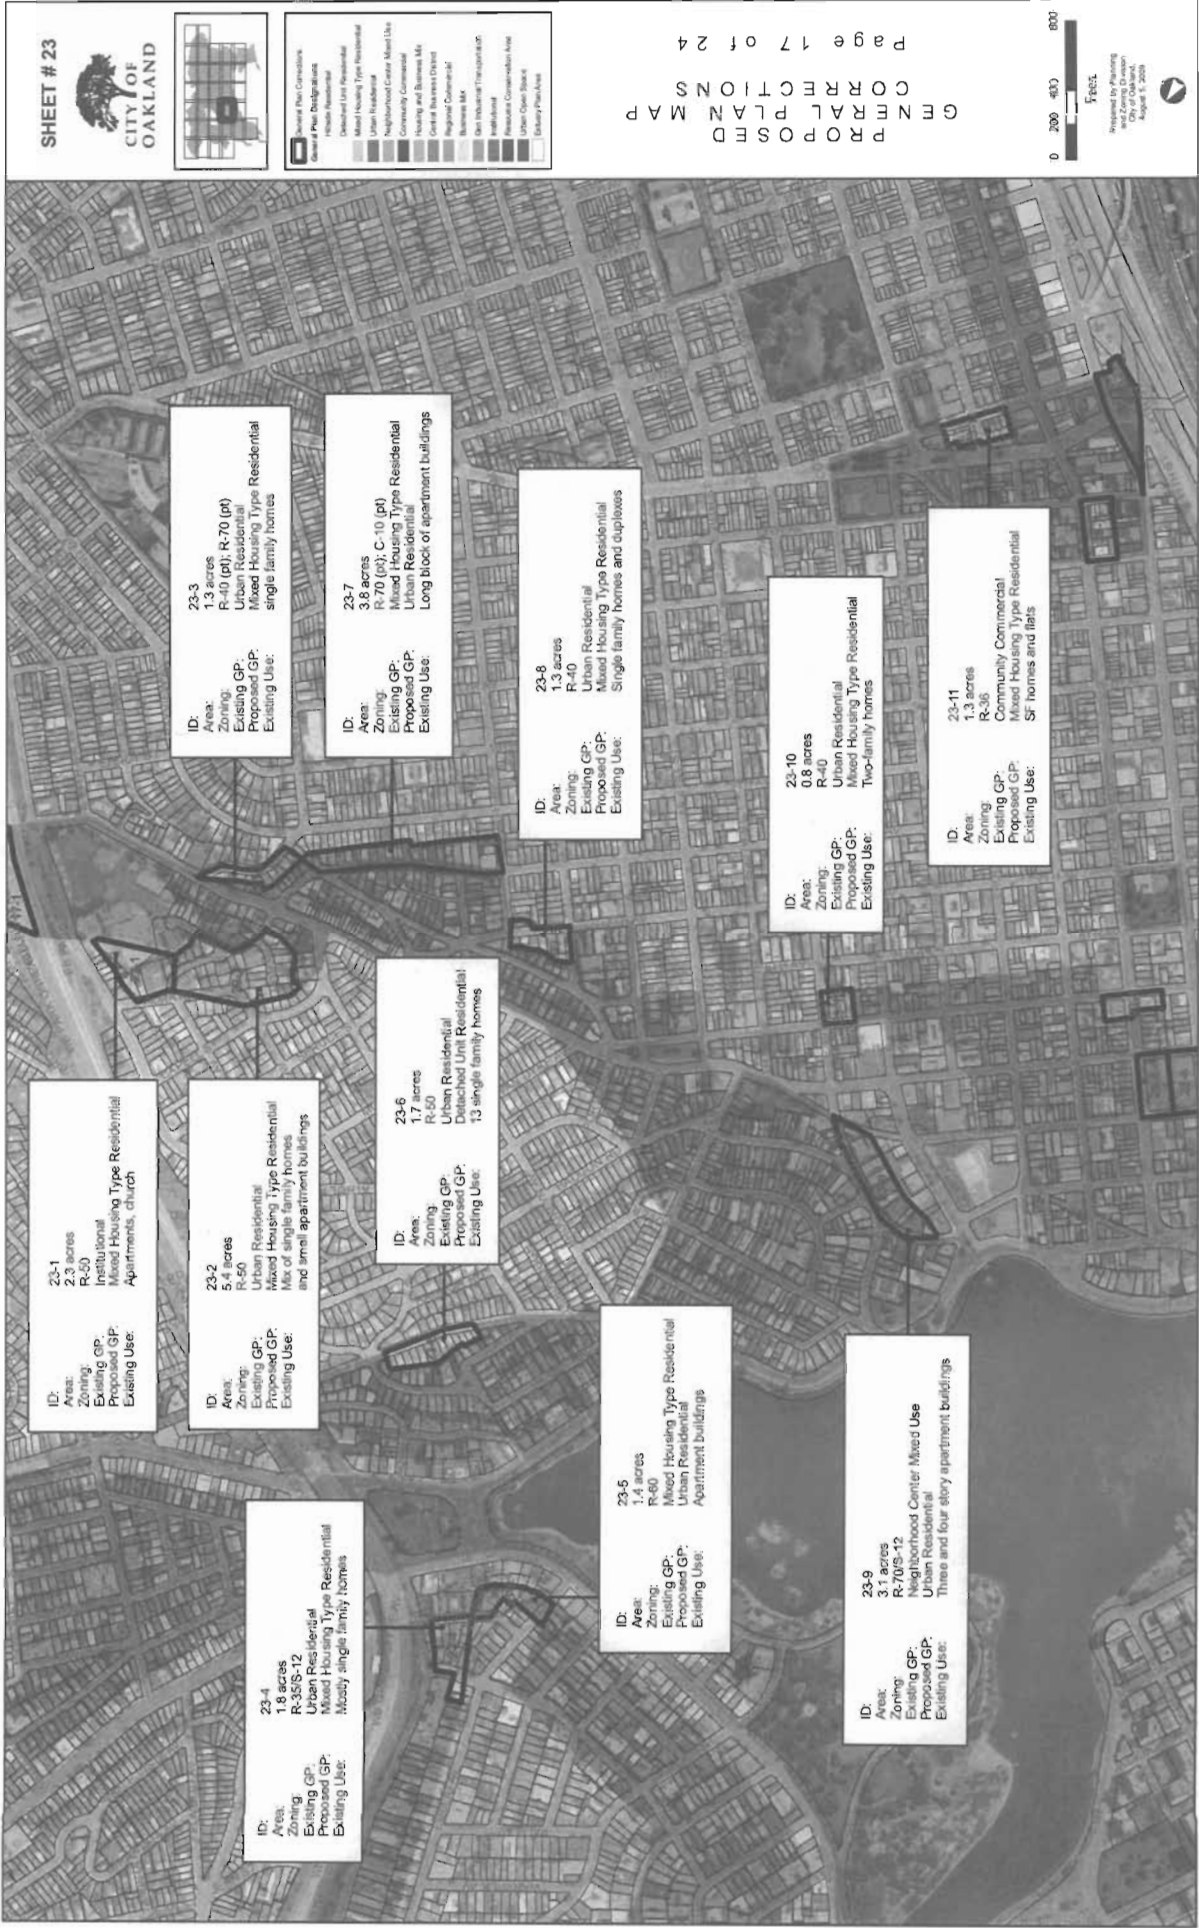 SHEET # 23
CITY OF
OAKLAND
General Plan Corrections
General Plan Designations
Hillside Residential
Detached Unit Residential
Mixed Housing Type Residential
Urban Residential
Neighborhood Center Mixed Use
Community Commercial
Housing and Business Mix
Central Business District
Regional Commercial
Business Mix
Gen Industrial/Transportation
Institutional
Resource Conservation Area
Urban Open Space
Estuary Plan Area
PROPOSED
GENERAL PLAN MAP
CORRECTIONS
Page 17 of 24
0 200 400 800
Feet
Prepared by Planning
and Zoning Division
City of Oakland,
August 5, 2009
ID: 23-1
Area: 2.3 acres
Zoning: R-50
Existing GP: Institutional
Proposed GP: Mixed Housing Type Residential
Existing Use: Apartments, church
ID: 23-2
Area: 5.4 acres
Zoning: R-50
Existing GP: Urban Residential
Proposed GP: Mixed Housing Type Residential
Existing Use: Mix of single family homes
and small apartment buildings
ID: 23-3
Area: 1.3 acres
Zoning: R-40 (pt); R-70 (pt)
Existing GP: Urban Residential
Proposed GP: Mixed Housing Type Residential
Existing Use: single family homes
ID: 23-4
Area: 1.8 acres
Zoning: R-35/S-12
Existing GP: Urban Residential
Proposed GP: Mixed Housing Type Residential
Existing Use: Mostly single family homes
ID: 23-5
Area: 1.4 acres
Zoning: R-60
Existing GP: Mixed Housing Type Residential
Proposed GP: Urban Residential
Existing Use: Apartment buildings
ID: 23-6
Area: 1.7 acres
Zoning: R-50
Existing GP: Urban Residential
Proposed GP: Detached Unit Residential
Existing Use: 13 single family homes
ID: 23-7
Area: 3.8 acres
Zoning: R-70 (pt); C-10 (pt)
Existing GP: Mixed Housing Type Residential
Proposed GP: Urban Residential
Existing Use: Long block of apartment buildings
ID: 23-8
Area: 1.3 acres
Zoning: R-40
Existing GP: Urban Residential
Proposed GP: Mixed Housing Type Residential
Existing Use: Single family homes and duplexes
ID: 23-9
Area: 3.1 acres
Zoning: R-70/S-12
Existing GP: Neighborhood Center Mixed Use
Proposed GP: Urban Residential
Existing Use: Three and four story apartment buildings
ID: 23-10
Area: 0.8 acres
Zoning: R-40
Existing GP: Urban Residential
Proposed GP: Mixed Housing Type Residential
Existing Use: Two-family homes
ID: 23-11
Area: 1.3 acres
Zoning: R-36
Existing GP: Community Commercial
Proposed GP: Mixed Housing Type Residential
Existing Use: SF homes and flats